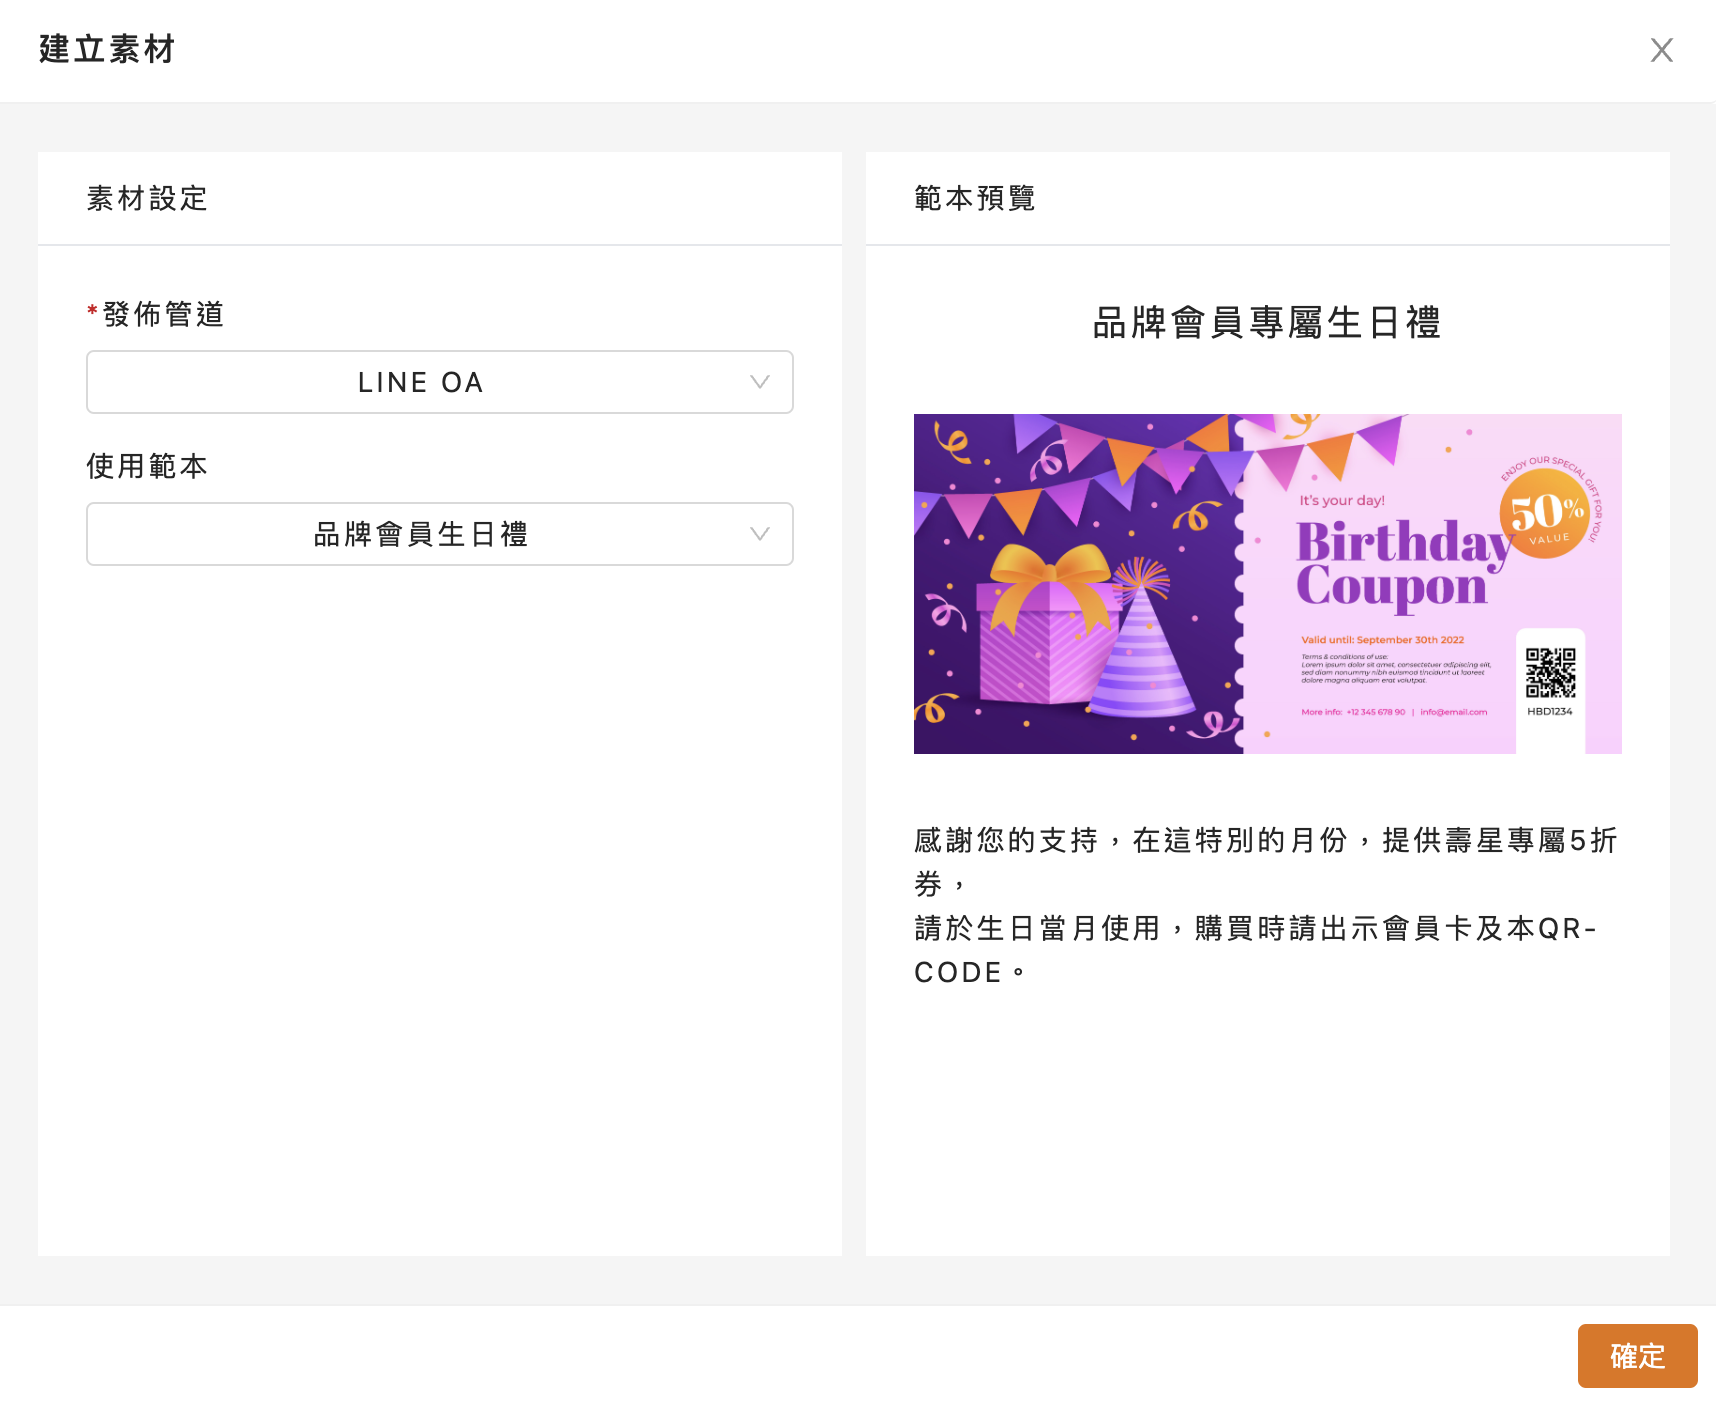 建立素材
素材設定
*發佈管道
LINE OA
使用範本
品牌會員生日禮
範本預覽
品牌會員專屬生日禮
It's your day!
Birthday
Coupon
ENJOY OUR SPECIAL GIFT FOR YOU!
50%
VALUE
Valid until: September 30th 2022
Terms & conditions of use:
Lorem ipsum dolor sit amet, consectetuer adipiscing elit,
sed diam nonummy nibh euismod tincidunt ut laoreet
dolore magna aliquam erat volutpat.
More info: +12 345 678 90 | info@email.com
HBD1234
感謝您的支持，在這特別的月份，提供壽星專屬5折
券，
請於生日當月使用，購買時請出示會員卡及本QR-
CODE。
確定